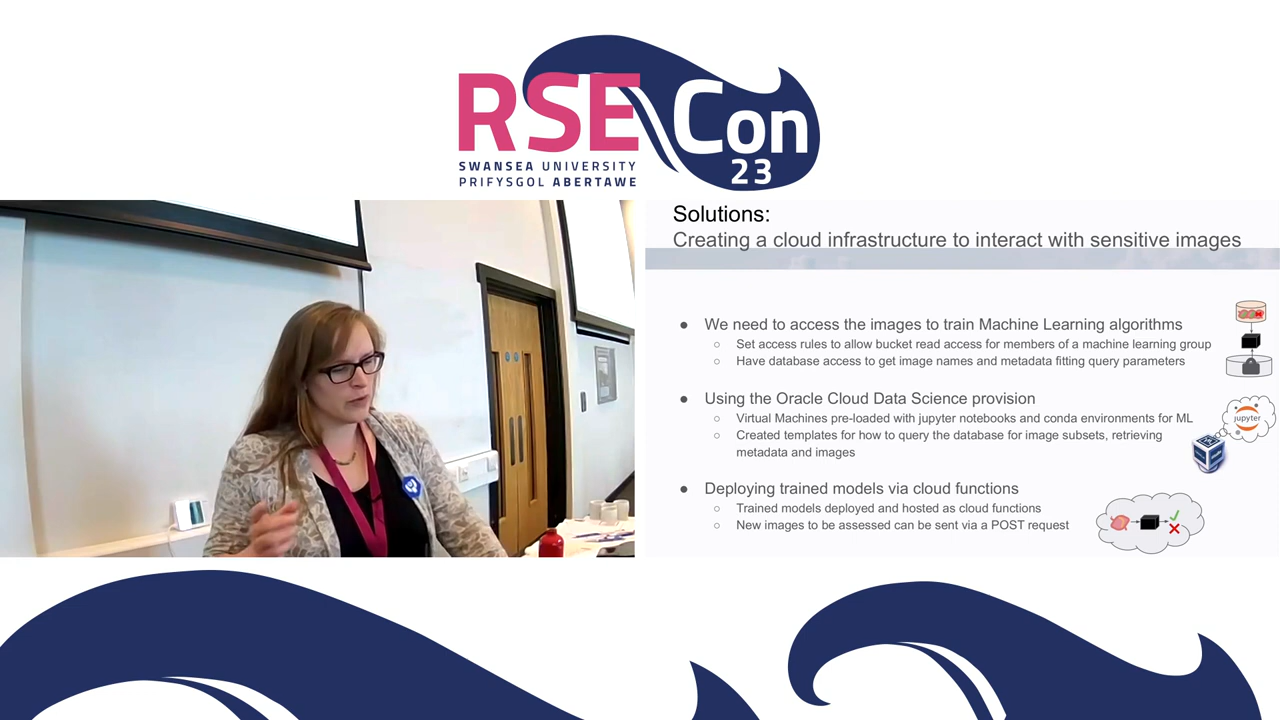 RSE Con
23
SWANSEA UNIVERSITY
PRIFYSGOL ABERTAWE
Solutions:
Creating a cloud infrastructure to interact with sensitive images
● We need to access the images to train Machine Learning algorithms
○ Set access rules to allow bucket read access for members of a machine learning group
○ Have database access to get image names and metadata fitting query parameters
● Using the Oracle Cloud Data Science provision
○ Virtual Machines pre-loaded with jupyter notebooks and conda environments for ML
○ Created templates for how to query the database for image subsets, retrieving
metadata and images
jupyter
● Deploying trained models via cloud functions
○ Trained models deployed and hosted as cloud functions
○ New images to be assessed can be sent via a POST request